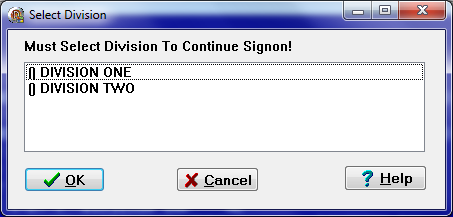 Select Division
Must Select Division To Continue Signon!
() DIVISION ONE
() DIVISION TWO
OK
Cancel
Help